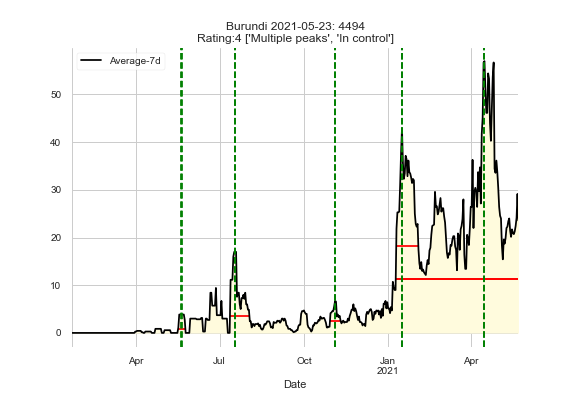 Burundi 2021-05-23: 4494
Rating:4 ['Multiple peaks', 'In control']
Average-7d
50
40
30
20
10
0
Apr
Jul
Oct
Jan
2021
Apr
Date